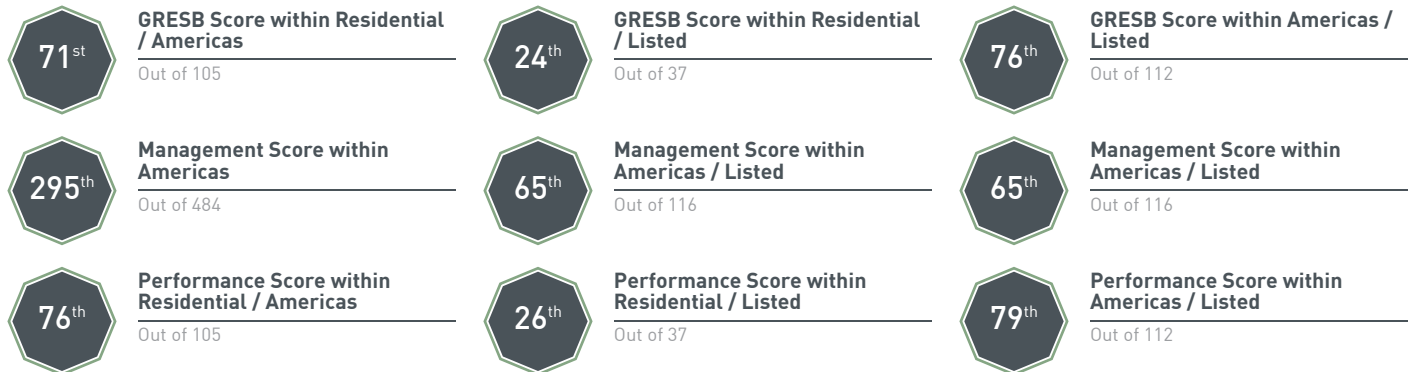 71st
GRESB Score within Residential
/ Americas
Out of 105
24th
GRESB Score within Residential
/ Listed
Out of 37
76th
GRESB Score within Americas /
Listed
Out of 112
295th
Management Score within
Americas
Out of 484
65th
Management Score within
Americas / Listed
Out of 116
65th
Management Score within
Americas / Listed
Out of 116
76th
Performance Score within
Residential / Americas
Out of 105
26th
Performance Score within
Residential / Listed
Out of 37
79th
Performance Score within
Americas / Listed
Out of 112